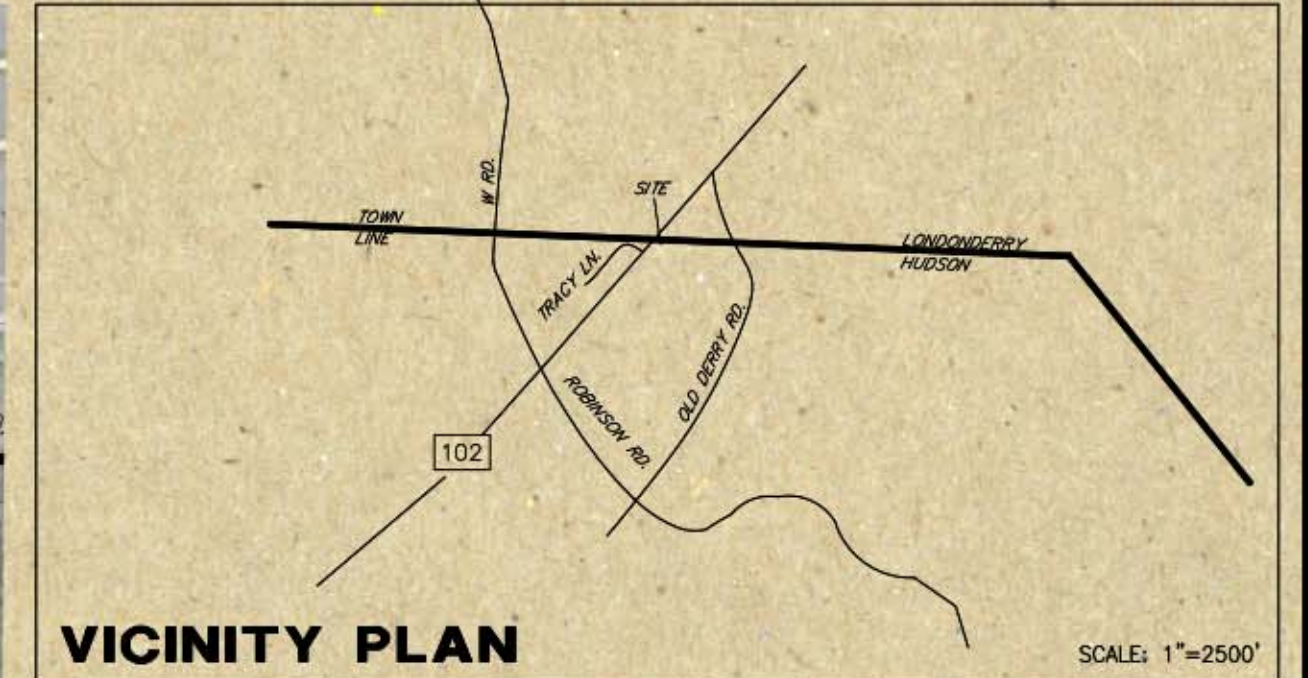 W RD.
SITE
TOWN
LINE
LONDONDERRY
HUDSON
TRACY LN.
OLD DERRY RD.
ROBINSON RD.
102
VICINITY PLAN
SCALE: 1"=2500'